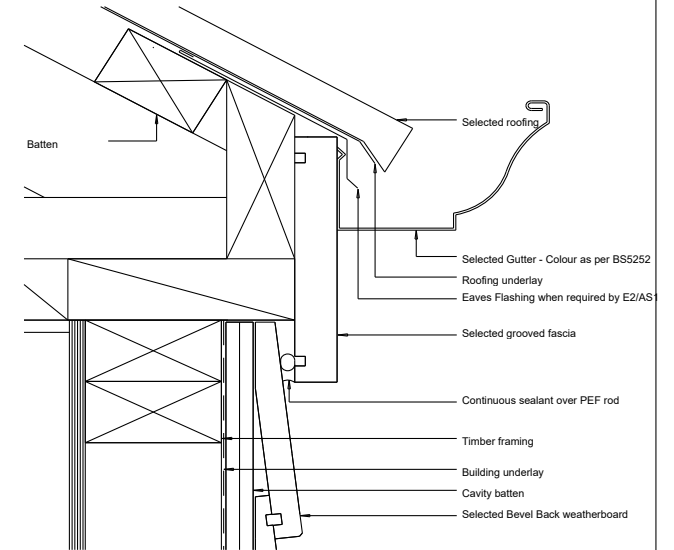 Selected roofing
Batten
Selected Gutter - Colour as per BS5252
Roofing underlay
Eaves Flashing when required by E2/AS1
Selected grooved fascia
Continuous sealant over PEF rod
Timber framing
Building underlay
Cavity batten
Selected Bevel Back weatherboard